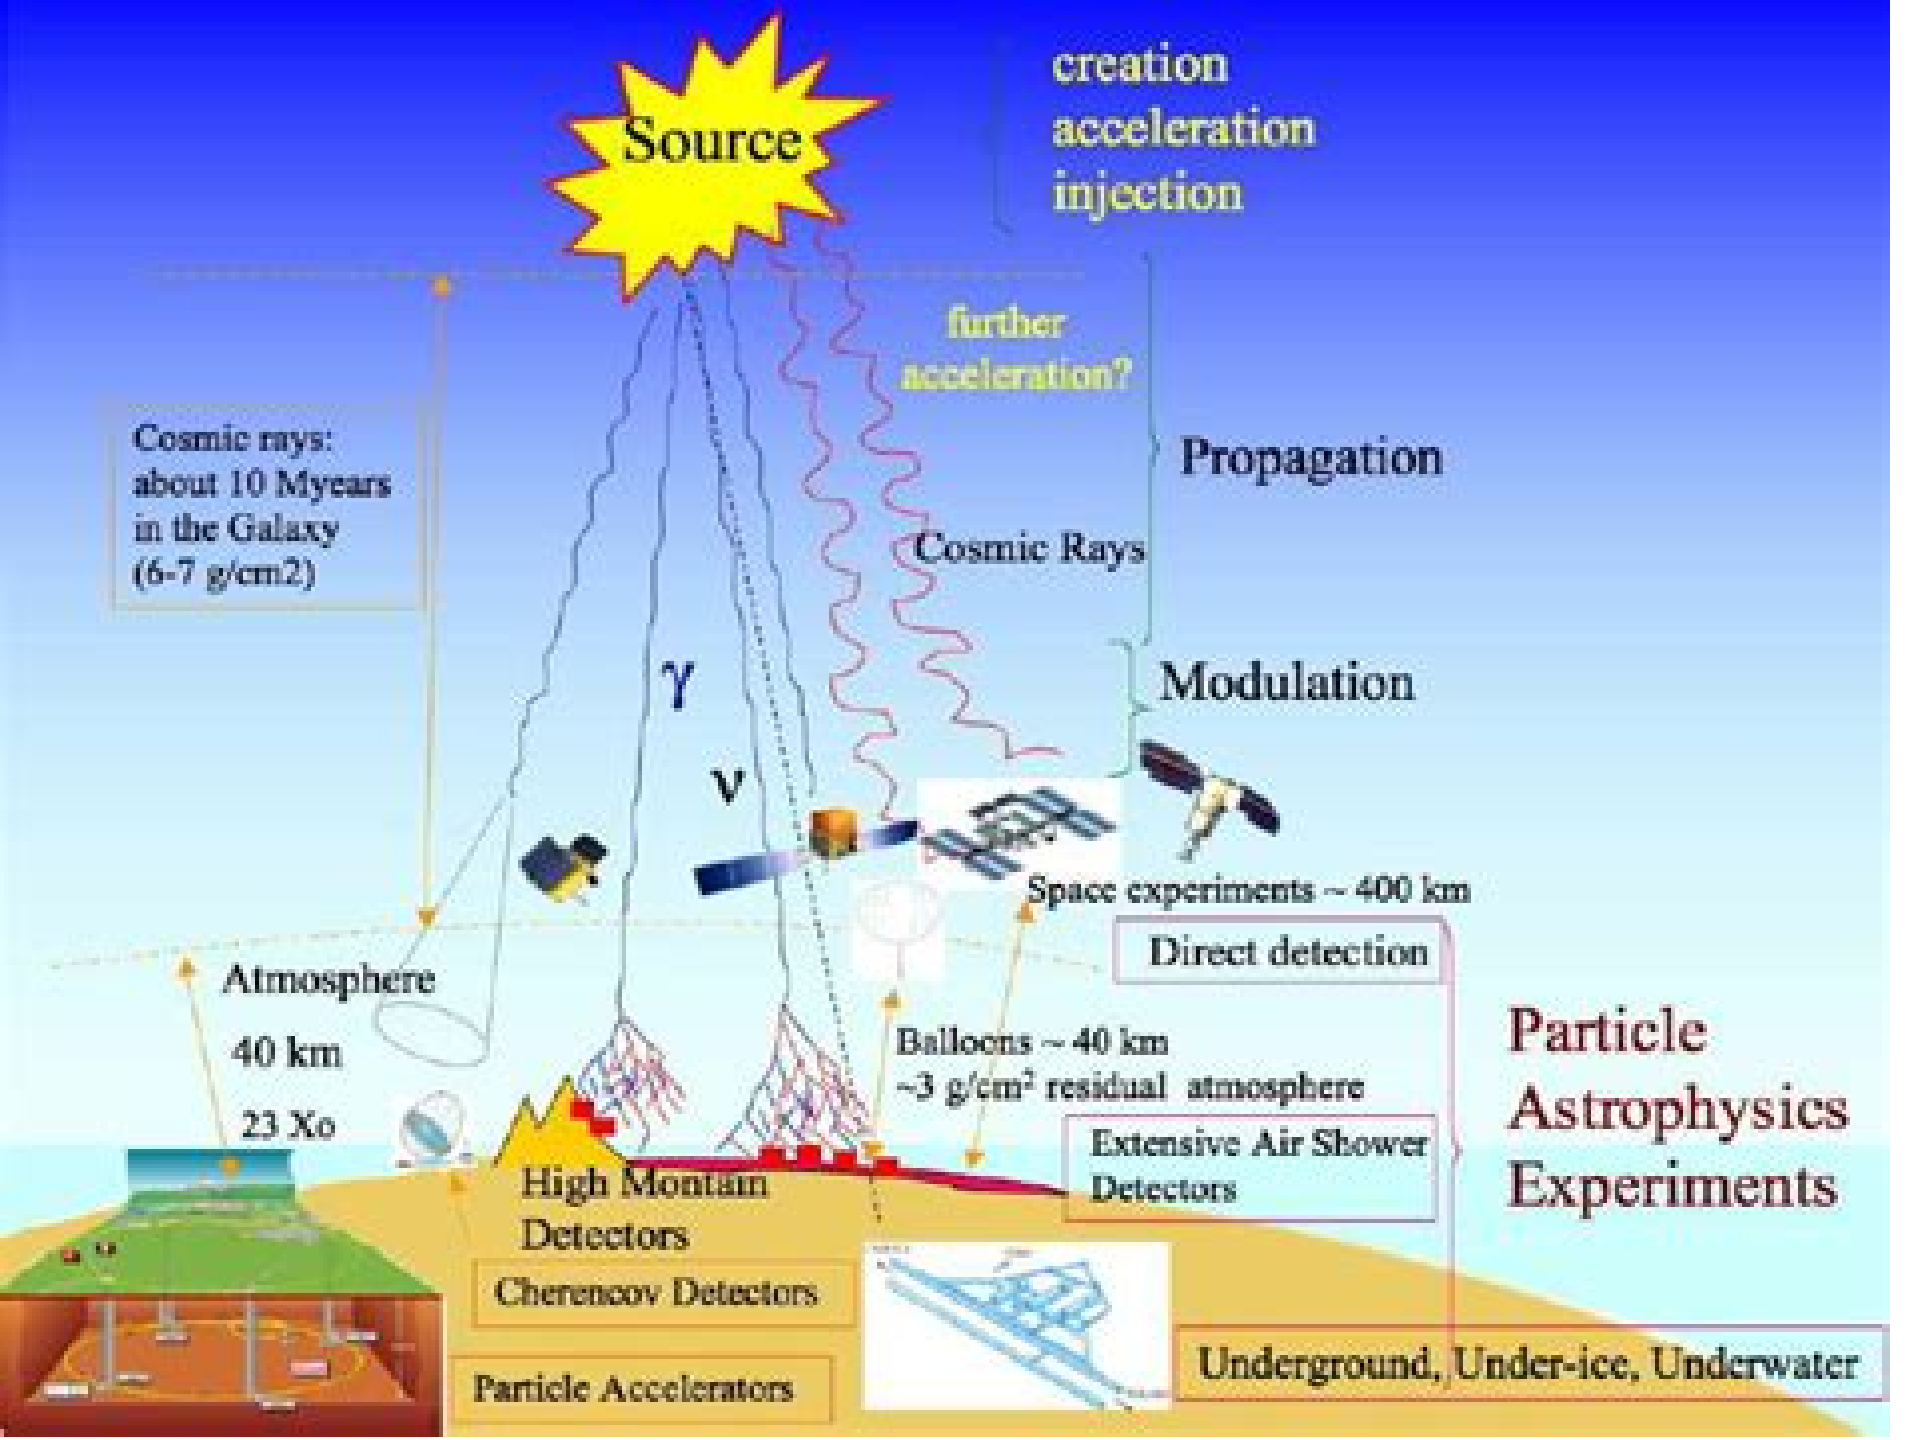 Source
creation
acceleration
injection
further
acceleration?
Cosmic rays:
about 10 Myears
in the Galaxy
(6-7 g/cm2)
Propagation
Cosmic Rays
γ
Modulation
ν
Space experiments ~ 400 km
Direct detection
Atmosphere
40 km
23 Xo
Balloons ~ 40 km
~3 g/cm² residual atmosphere
Particle
Astrophysics
Experiments
Extensive Air Shower
Detectors
High Montain
Detectors
Cherencov Detectors
Particle Accelerators
Underground, Under-ice, Underwater